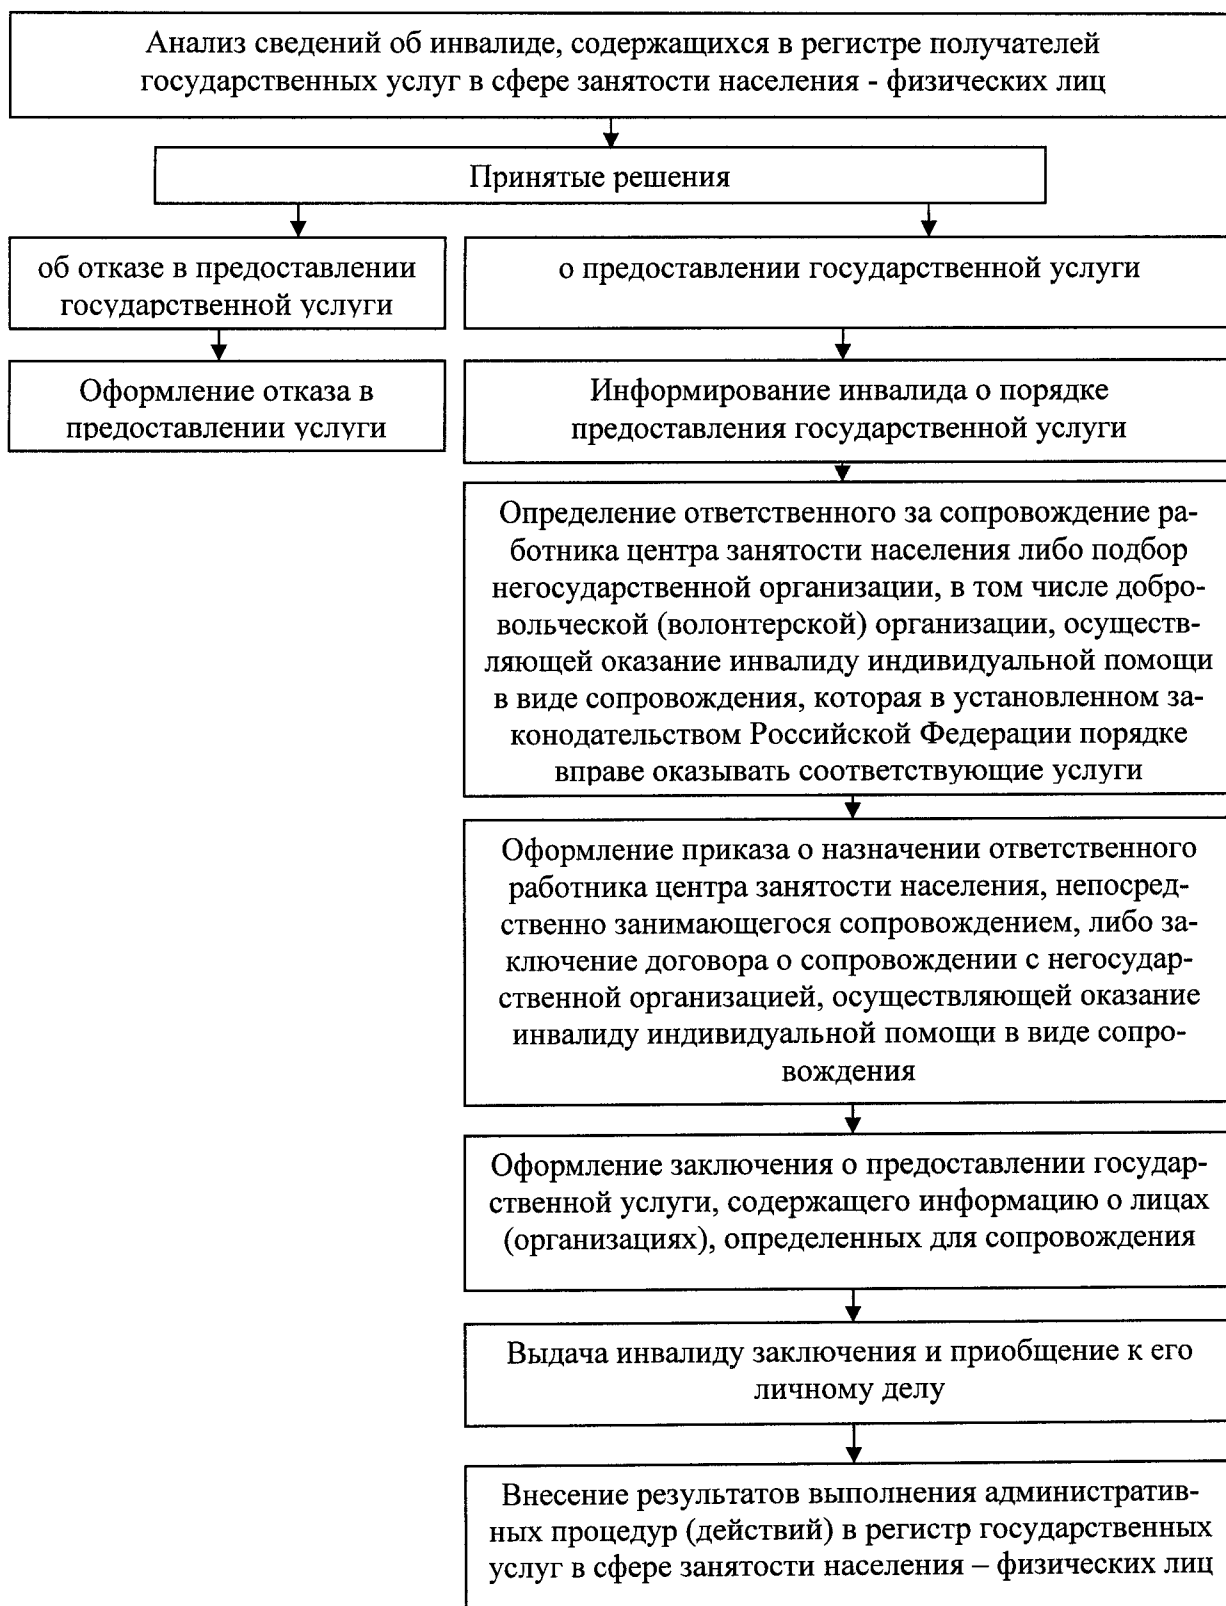 Анализ сведений об инвалиде, содержащихся в регистре получателей
государственных услуг в сфере занятости населения - физических лиц
Принятые решения
об отказе в предоставлении
государственной услуги
о предоставлении государственной услуги
Оформление отказа в
предоставлении услуги
Информирование инвалида о порядке
предоставления государственной услуги
Определение ответственного за сопровождение ра-
ботника центра занятости населения либо подбор
негосударственной организации, в том числе добро-
вольческой (волонтерской) организации, осуществ-
ляющей оказание инвалиду индивидуальной помощи
в виде сопровождения, которая в установленном за-
конодательством Российской Федерации порядке
вправе оказывать соответствующие услуги
Оформление приказа о назначении ответственного
работника центра занятости населения, непосред-
ственно занимающегося сопровождением, либо за-
ключение договора о сопровождении с негосудар-
ственной организацией, осуществляющей оказание
инвалиду индивидуальной помощи в виде сопро-
вождения
Оформление заключения о предоставлении государ-
ственной услуги, содержащего информацию о лицах
(организациях), определенных для сопровождения
Выдача инвалиду заключения и приобщение к его
личному делу
Внесение результатов выполнения административ-
ных процедур (действий) в регистр государственных
услуг в сфере занятости населения – физических лиц